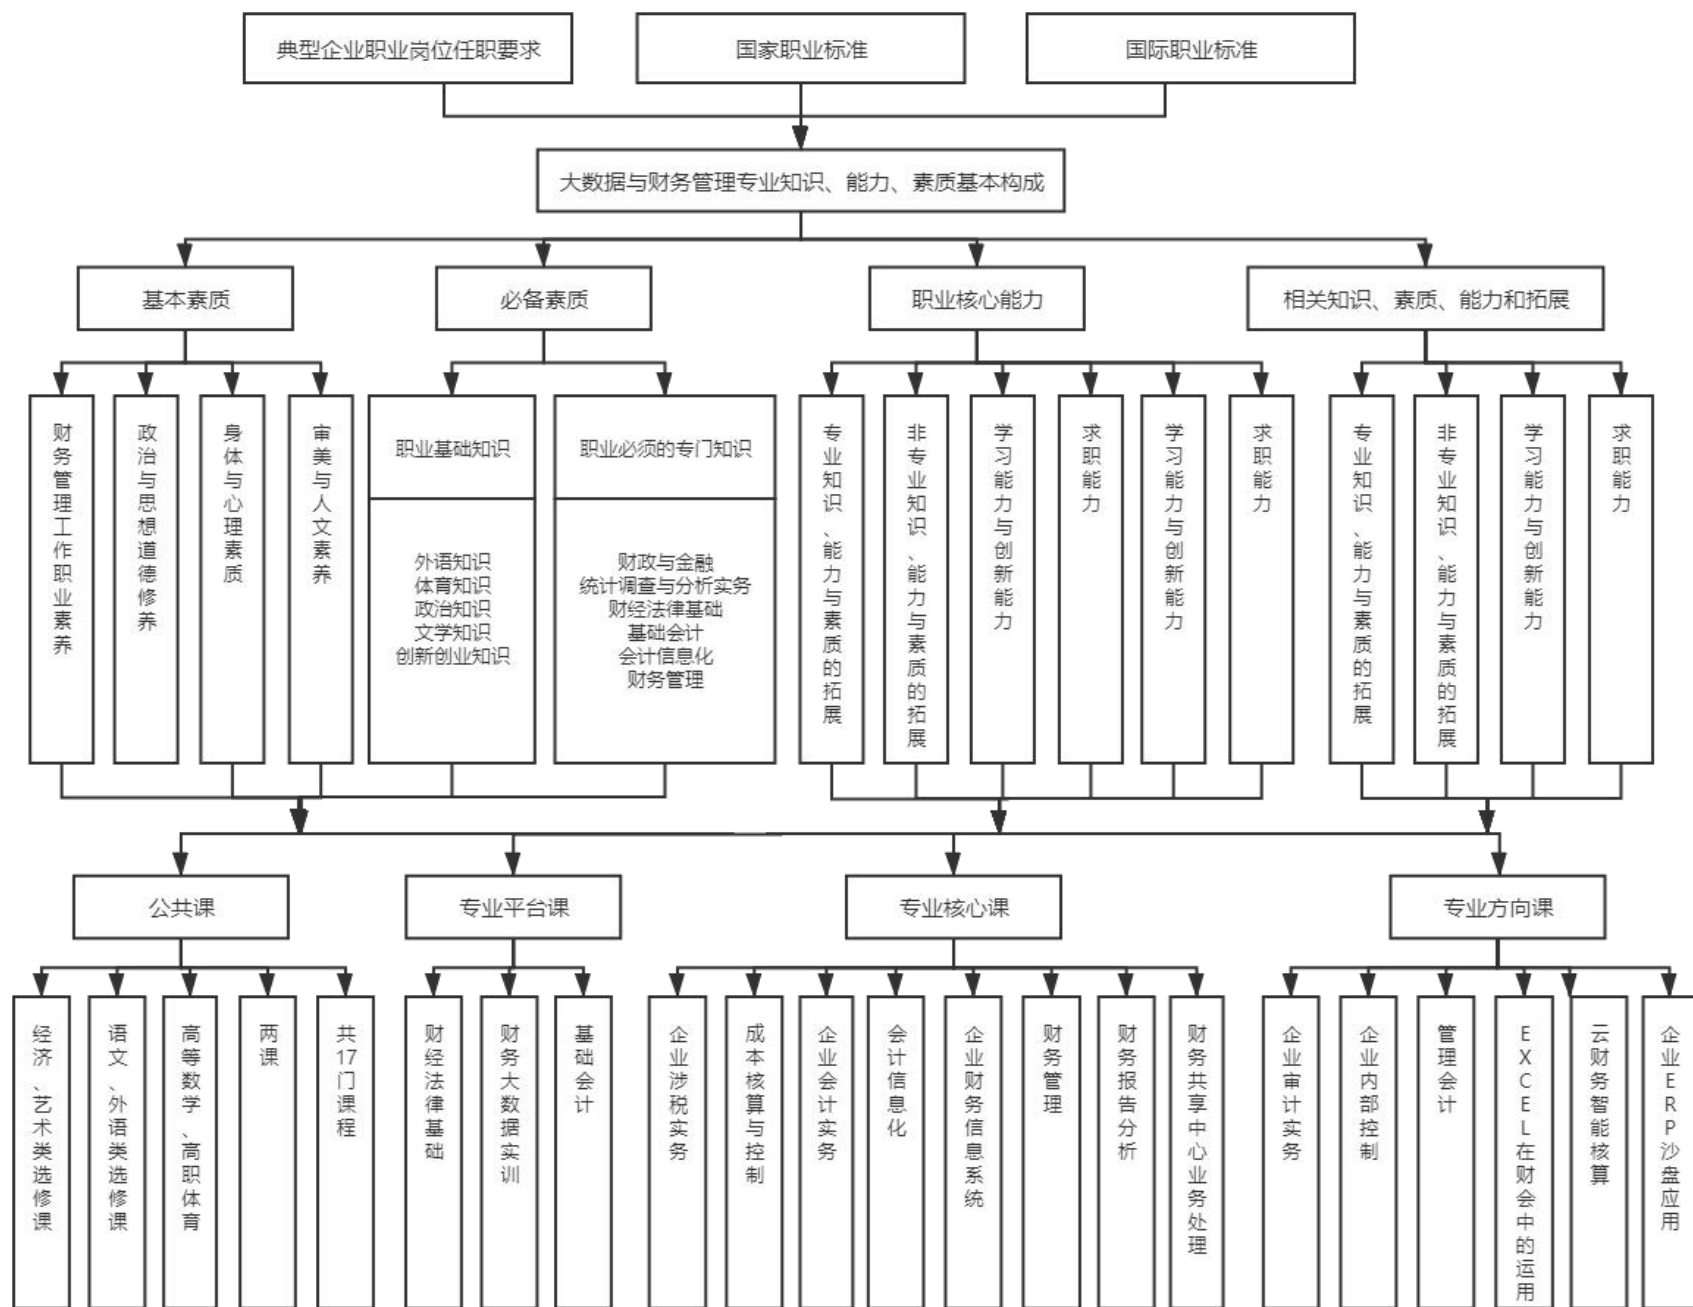 典型企业职业岗位任职要求
国家职业标准
国际职业标准
大数据与财务管理专业知识、能力、素质基本构成
基本素质
必备素质
职业核心能力
相关知识、素质、能力和拓展
财务管理工作职业素养
政治与思想道德修养
身体与心理素质
审美与人文素养
职业基础知识
外语知识
体育知识
政治知识
文学知识
创新创业知识
职业必须的专门知识
财政与金融
统计调查与分析实务
财经法律基础
基础会计
会计信息化
财务管理
专业知识、能力与素质的拓展
非专业知识、能力与素质的拓展
学习能力与创新能力
求职能力
学习能力与创新能力
求职能力
专业知识、能力与素质的拓展
非专业知识、能力与素质的拓展
学习能力与创新能力
求职能力
公共课
专业平台课
专业核心课
专业方向课
经济、艺术类选修课
语文、外语类选修课
高等数学、高职体育
两课
共17门课程
财经法律基础
财务大数据实训
基础会计
企业涉税实务
成本核算与控制
企业会计实务
会计信息化
企业财务信息系统
财务管理
财务报告分析
财务共享中心业务处理
企业审计实务
企业内部控制
管理会计
EXCEL在财会中的运用
云财务智能核算
企业ERP沙盘应用